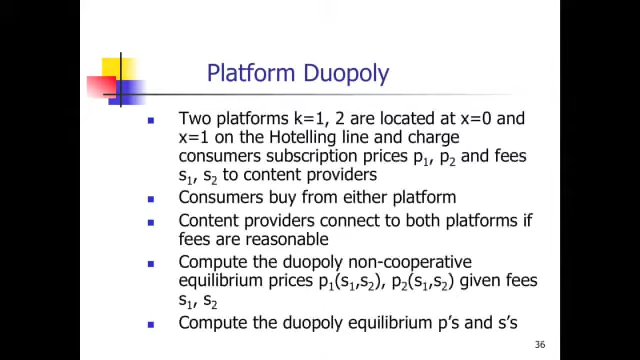 Platform Duopoly
Two platforms k=1, 2 are located at x=0 and
x=1 on the Hotelling line and charge
consumers subscription prices p1, p2 and fees
s1, s2 to content providers
Consumers buy from either platform
Content providers connect to both platforms if
fees are reasonable
Compute the duopoly non-cooperative
equilibrium prices p1(s1,s2), p2(s1,s2) given fees
s1, s2
Compute the duopoly equilibrium p's and s's
36